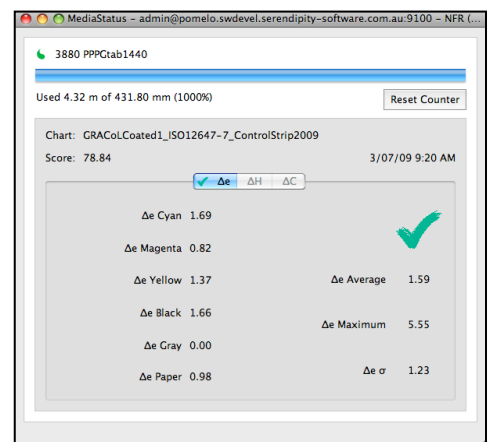 MediaStatus – admin@pomelo.swdevel.serendipity-software.com.au:9100 – NFR (...
3880 PPPGtab1440
Used 4.32 m of 431.80 mm (1000%)
Reset Counter
Chart: GRACoLCoated1_ISO12647-7_ControlStrip2009
Score: 78.84
3/07/09 9:20 AM
Δe ΔH ΔC
Δe Cyan 1.69
Δe Magenta 0.82
Δe Yellow 1.37
Δe Average 1.59
Δe Black 1.66
Δe Maximum 5.55
Δe Gray 0.00
Δe σ 1.23
Δe Paper 0.98